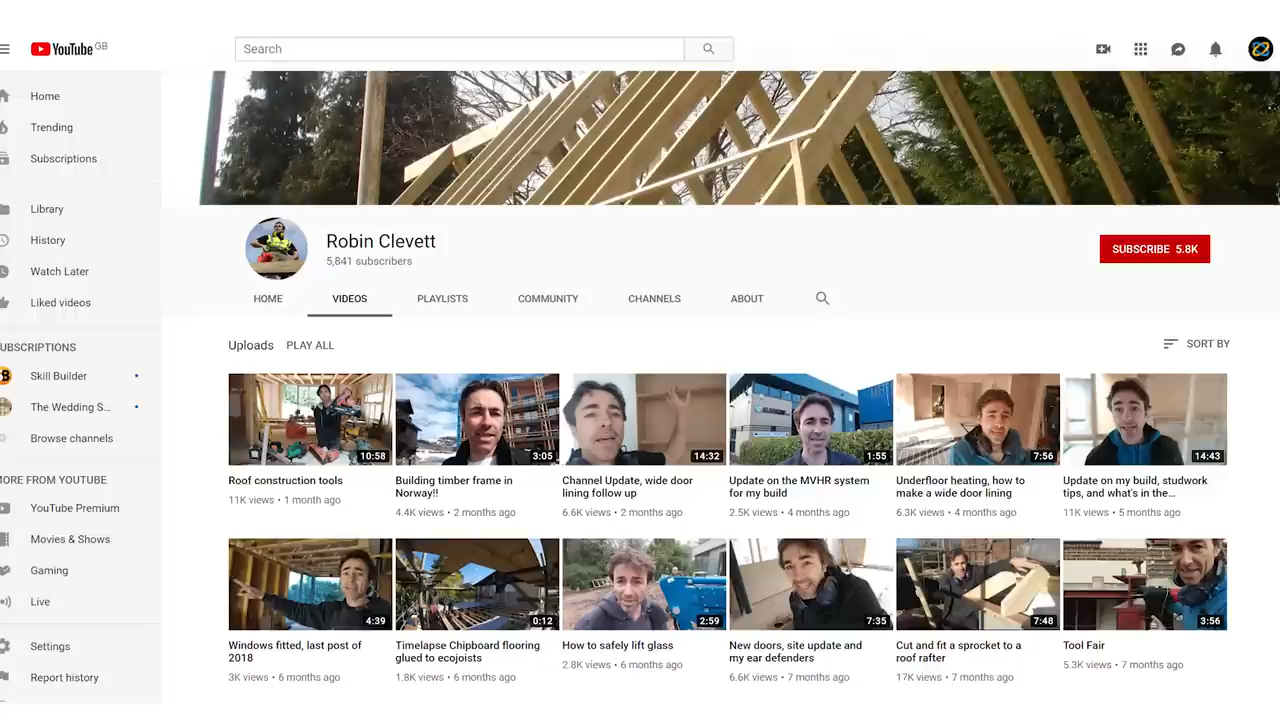 YouTube GB
Search
Home
Trending
Subscriptions
Library
History
Watch Later
Liked videos
UBSCRIPTIONS
Skill Builder
The Wedding S...
Browse channels
MORE FROM YOUTUBE
YouTube Premium
Movies & Shows
Gaming
Live
Settings
Report history
Robin Clevett
5,841 subscribers
SUBSCRIBE 5.8K
HOME VIDEOS PLAYLISTS COMMUNITY CHANNELS ABOUT
Uploads PLAY ALL
SORT BY
10:58
Roof construction tools
11K views • 1 month ago
3:05
Building timber frame in
Norway!!
4.4K views • 2 months ago
14:32
Channel Update, wide door
lining follow up
6.6K views • 2 months ago
1:55
Update on the MVHR system
for my build
2.5K views • 4 months ago
7:56
Underfloor heating, how to
make a wide door lining
6.3K views • 4 months ago
14:43
Update on my build, studwork
tips, and what's in the...
11K views • 5 months ago
4:39
Windows fitted, last post of
2018
3K views • 6 months ago
0:12
Timelapse Chipboard flooring
glued to ecojoists
1.8K views • 6 months ago
2:59
How to safely lift glass
2.8K views • 6 months ago
7:35
New doors, site update and
my ear defenders
6.6K views • 7 months ago
7:48
Cut and fit a sprocket to a
roof rafter
17K views • 7 months ago
3:56
Tool Fair
5.3K views • 7 months ago